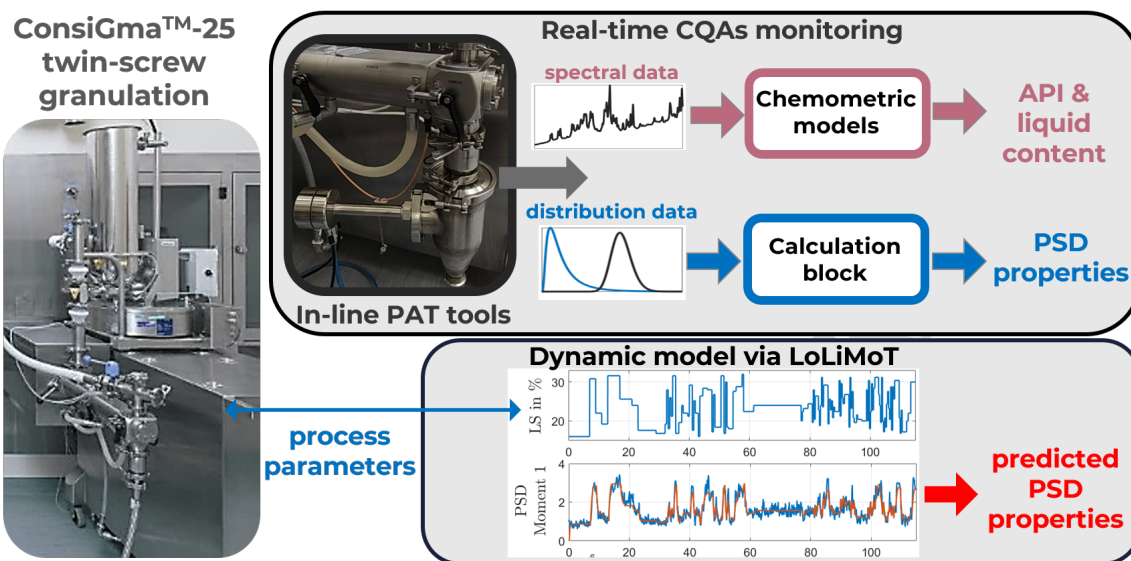 ConsiGma™-25
twin-screw
granulation
Real-time CQAs monitoring
spectral data
Chemometric
models
API &
liquid
content
distribution data
Calculation
block
PSD
properties
In-line PAT tools
Dynamic model via LoLiMoT
LS in %
30
20
0 20 40 60 80 100
process
parameters
PSD
Moment 1
4
2
0
0 20 40 60 80 100
predicted
PSD
properties